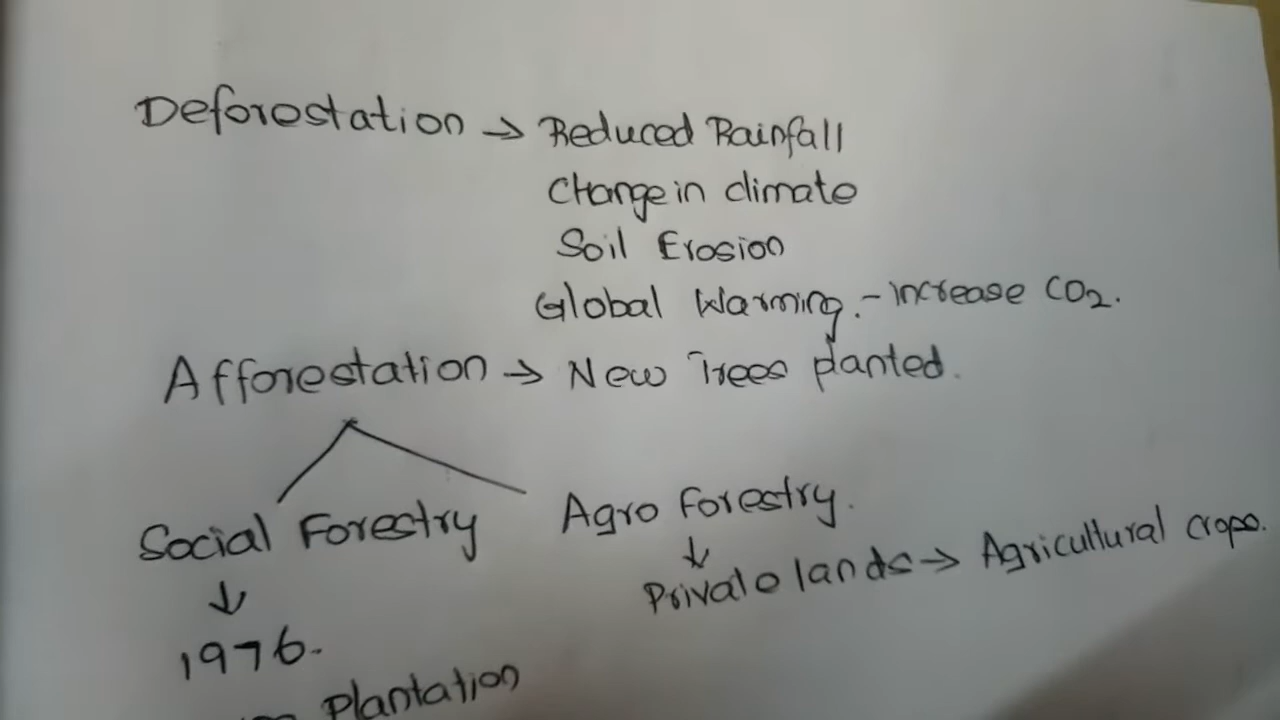 Deforestation → Reduced Rainfall
Change in climate
Soil Erosion
Global Warming. - increase CO₂.
Afforestation → New Trees planted.
Social Forestry
Agro forestry.
↓
Private lands → Agricultural crops.
↓
1976.
Plantation